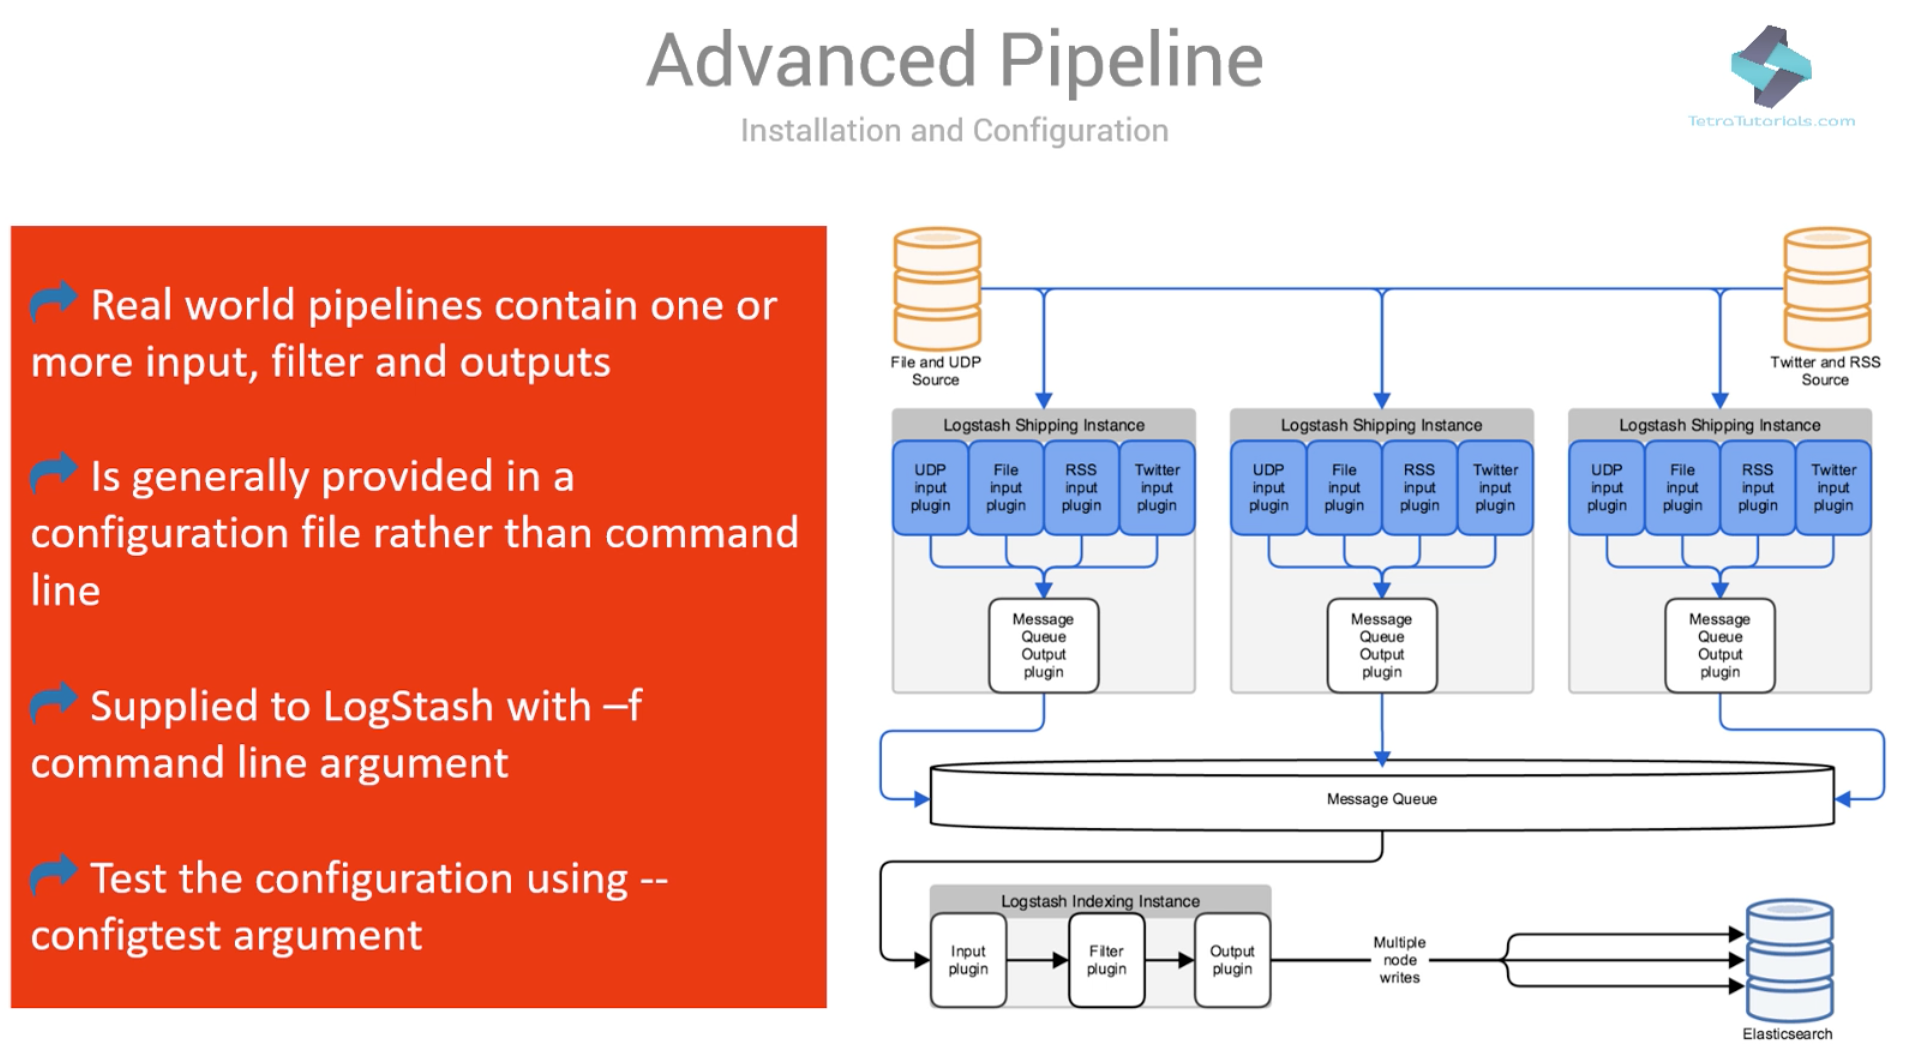 Advanced Pipeline
Installation and Configuration
TetraTutorials.com
Real world pipelines contain one or
more input, filter and outputs
Is generally provided in a
configuration file rather than command
line
Supplied to LogStash with –f
command line argument
Test the configuration using --
configtest argument
File and UDP
Source
Twitter and RSS
Source
Logstash Shipping Instance
UDP
input
plugin
File
input
plugin
RSS
input
plugin
Twitter
input
plugin
Message
Queue
Output
plugin
Logstash Shipping Instance
UDP
input
plugin
File
input
plugin
RSS
input
plugin
Twitter
input
plugin
Message
Queue
Output
plugin
Logstash Shipping Instance
UDP
input
plugin
File
input
plugin
RSS
input
plugin
Twitter
input
plugin
Message
Queue
Output
plugin
Message Queue
Logstash Indexing Instance
Input
plugin
Filter
plugin
Output
plugin
Multiple
node
writes
Elasticsearch